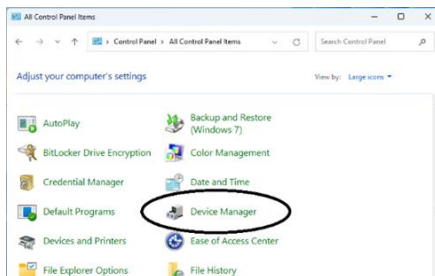 All Control Panel Items
Control Panel > All Control Panel Items
Search Control Panel
Adjust your computer's settings
View by: Large icons
AutoPlay
Backup and Restore
(Windows 7)
BitLocker Drive Encryption
Color Management
Credential Manager
Date and Time
Default Programs
Device Manager
Devices and Printers
Ease of Access Center
File Explorer Options
File History